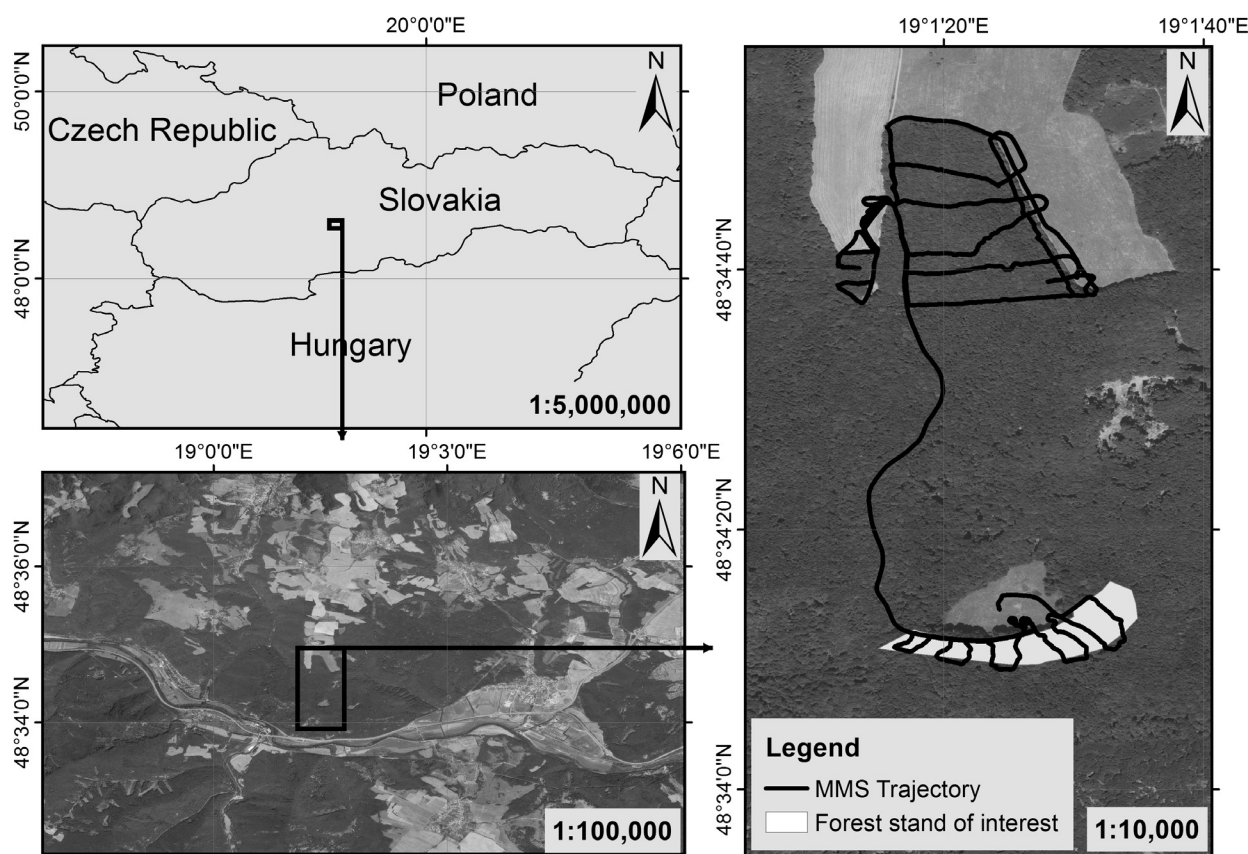 20°0'0"E
50°0'0"N
48°0'0"N
N
Poland
Czech Republic
Slovakia
Hungary
1:5,000,000
19°0'0"E
19°3'0"E
19°6'0"E
48°36'0"N
48°34'0"N
N
1:100,000
19°1'20"E
19°1'40"E
48°34'40"N
48°34'20"N
48°34'0"N
N
Legend
MMS Trajectory
Forest stand of interest
1:10,000